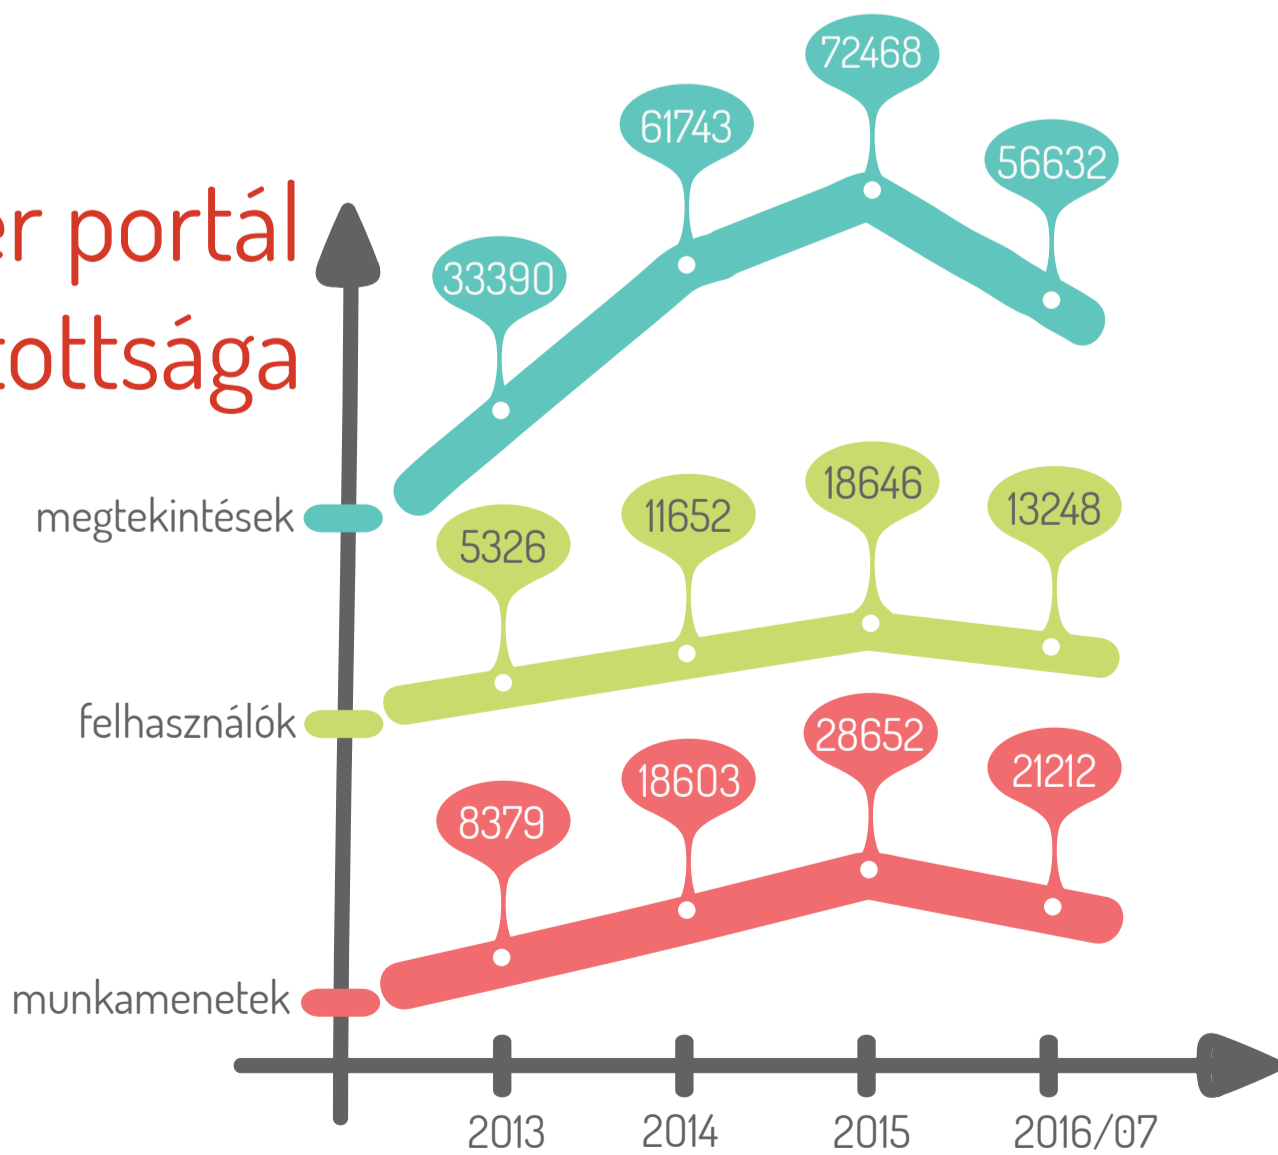 er portál
tottsága
72468
61743
56632
33390
megtekintések
18646
11652
13248
5326
felhasználók
28652
18603
21212
8379
munkamenetek
2013 2014 2015 2016/07